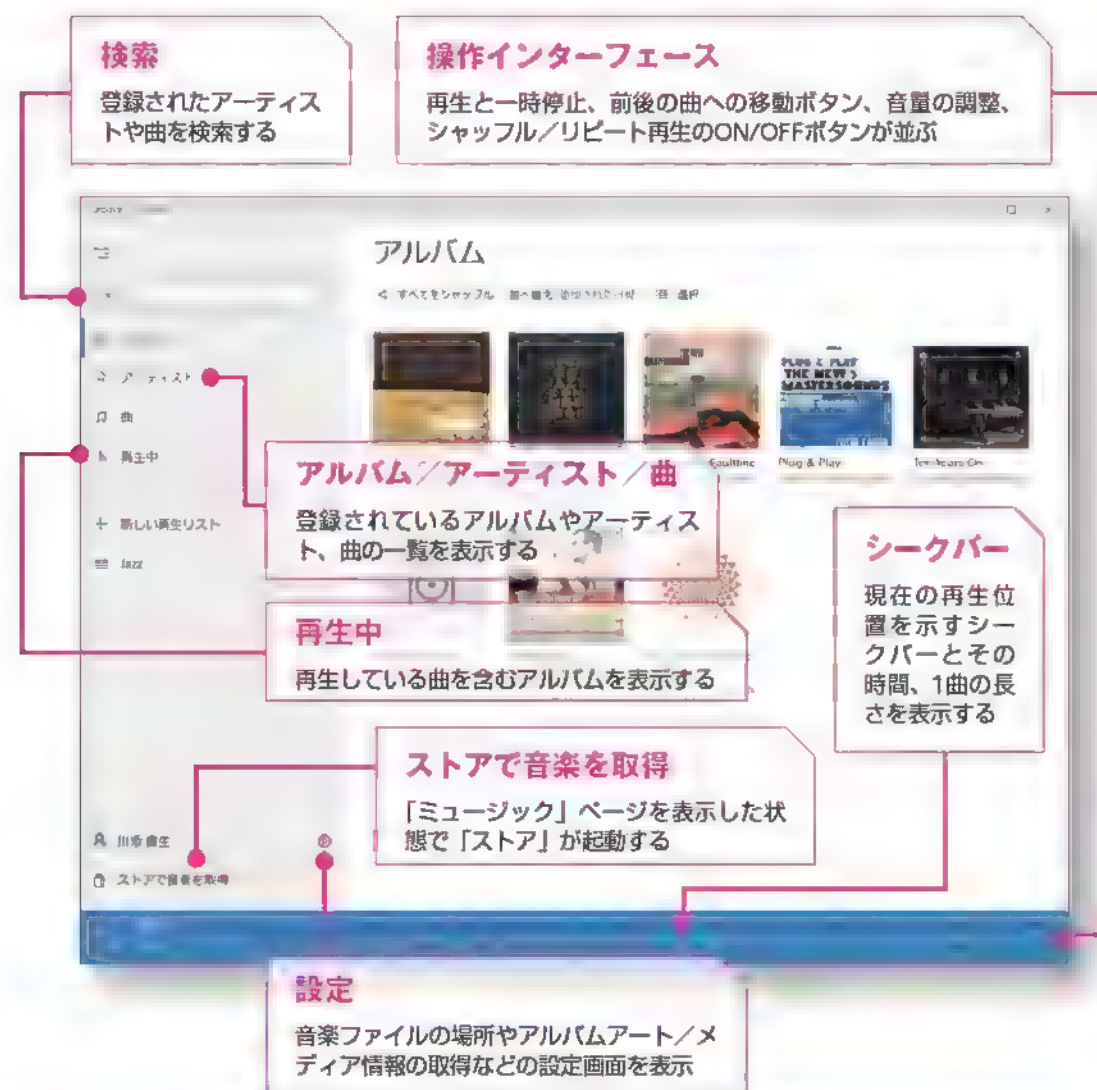 検索
登録されたアーティス
トや曲を検索する
操作インターフェース
再生と一時停止、前後の曲への移動ボタン、音量の調整、
シャッフル／リピート再生のON/OFFボタンが並ぶ
アルバム
すべてをシャッフル
選択
アーティスト
曲
再生中
新しい再生リスト
Jazz
PLUG & PLAY
THE NEW
MASTERSOUNDS
Faultline
Plug & Play
Ten Years On
アルバム／アーティスト／曲
登録されているアルバムやアーティス
ト、曲の一覧を表示する
再生中
再生している曲を含むアルバムを表示する
シークバー
現在の再生位
置を示すシー
クバーとその
時間、1曲の長
さを表示する
ストアで音楽を取得
「ミュージック」ページを表示した状
態で「ストア」が起動する
ストアで音楽を取得
設定
音楽ファイルの場所やアルバムアート／メ
ディア情報の取得などの設定画面を表示